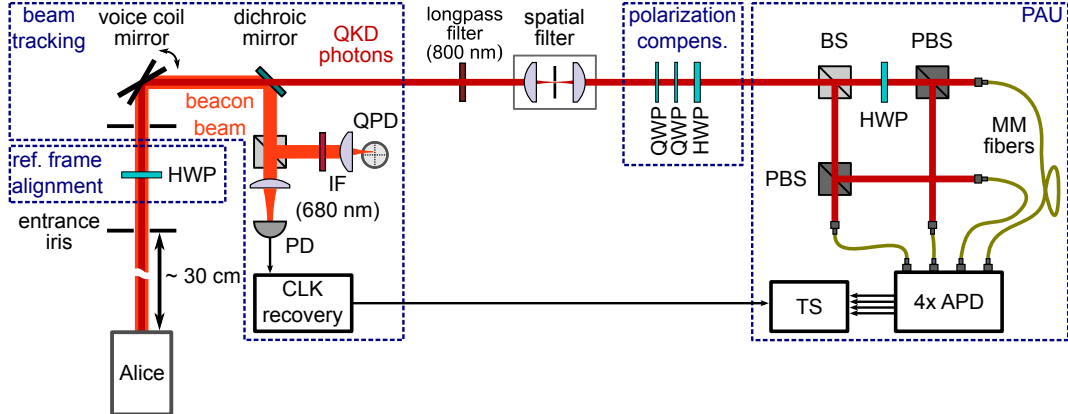 beam
tracking
voice coil
mirror
dichroic
mirror
QKD
photons
beacon
beam
longpass
filter
(800 nm)
spatial
filter
polarization
compens.
QWP
QWP
HWP
PAU
BS
PBS
HWP
MM
fibers
PBS
QPD
IF
(680 nm)
PD
ref. frame
alignment
HWP
entrance
iris
~ 30 cm
CLK
recovery
TS
4x APD
Alice